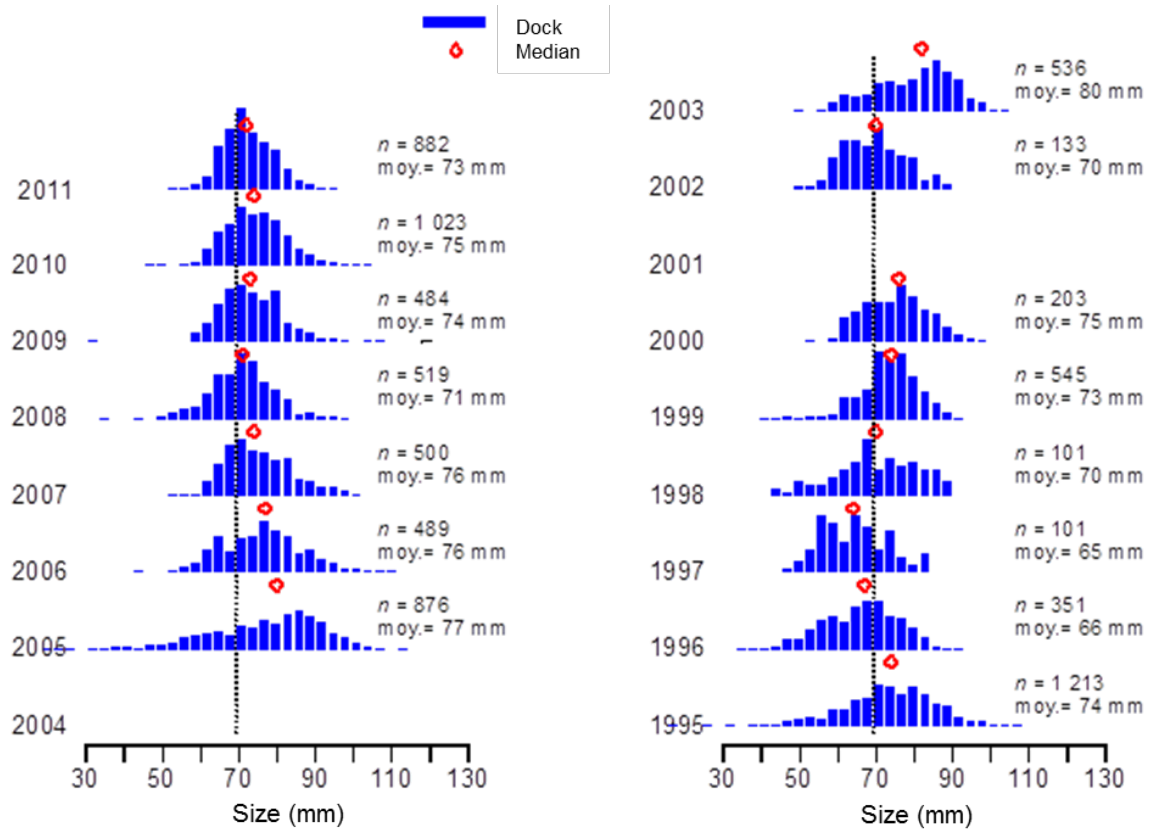 Dock
Median
n = 882
moy.= 73 mm
2011
n = 1 023
moy.= 75 mm
2010
n = 484
moy.= 74 mm
2009
n = 519
moy.= 71 mm
2008
n = 500
moy.= 76 mm
2007
n = 489
moy.= 76 mm
2006
n = 876
moy.= 77 mm
2005
2004
30 50 70 90 110 130
Size (mm)
n = 536
moy.= 80 mm
2003
n = 133
moy.= 70 mm
2002
2001
n = 203
moy.= 75 mm
2000
n = 545
moy.= 73 mm
1999
n = 101
moy.= 70 mm
1998
n = 101
moy.= 65 mm
1997
n = 351
moy.= 66 mm
1996
n = 1 213
moy.= 74 mm
1995
30 50 70 90 110 130
Size (mm)